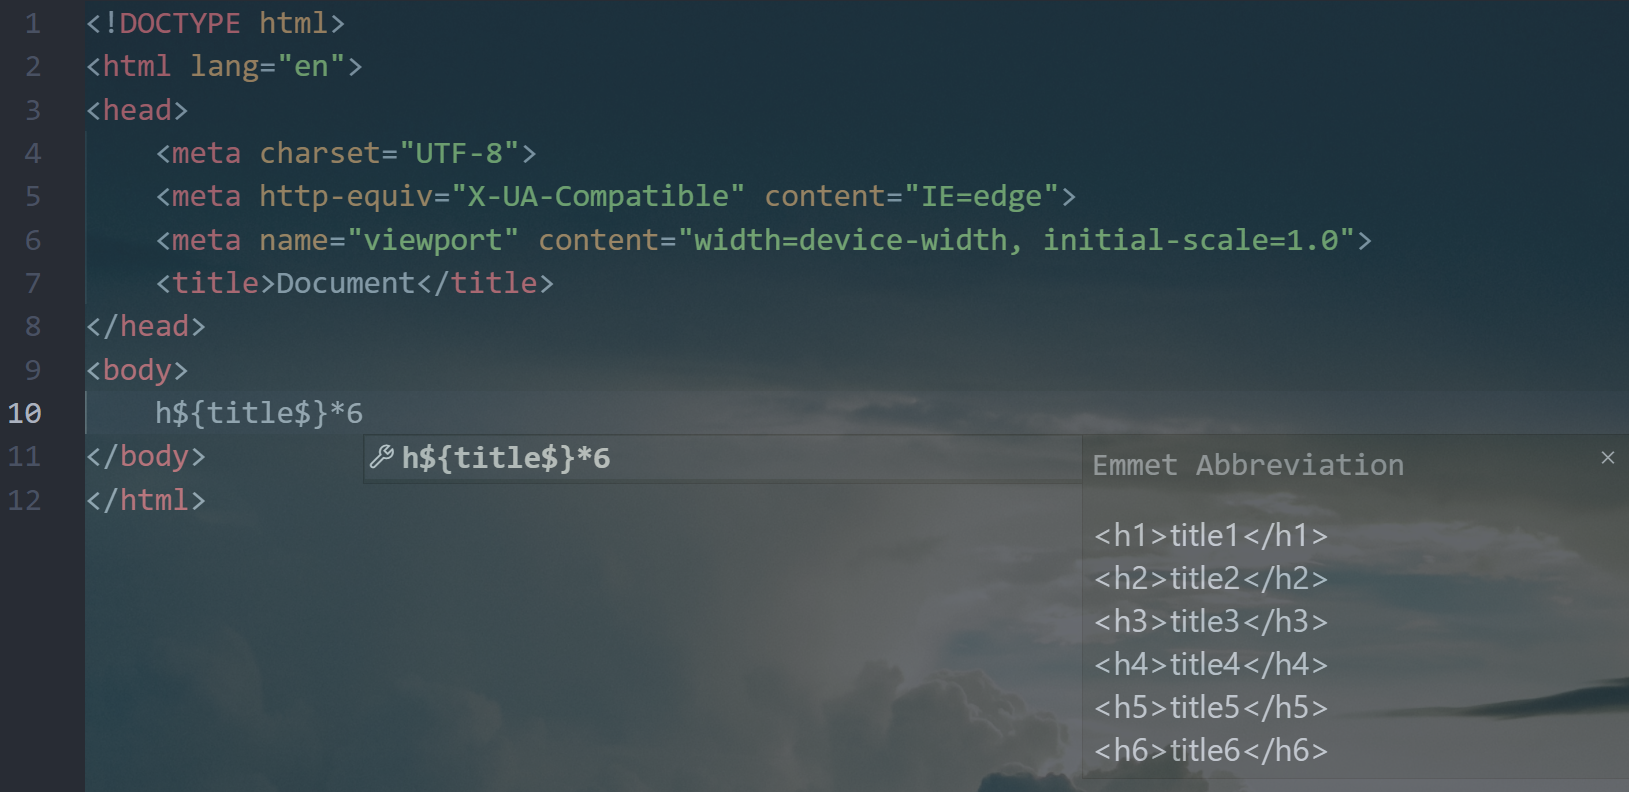 1 <!DOCTYPE html>
2 <html lang="en">
3 <head>
4     <meta charset="UTF-8">
5     <meta http-equiv="X-UA-Compatible" content="IE=edge">
6     <meta name="viewport" content="width=device-width, initial-scale=1.0">
7     <title>Document</title>
8 </head>
9 <body>
10     h${title$}*6
11 </body>
12 </html>
h${title$}*6
Emmet Abbreviation ×
<h1>title1</h1>
<h2>title2</h2>
<h3>title3</h3>
<h4>title4</h4>
<h5>title5</h5>
<h6>title6</h6>